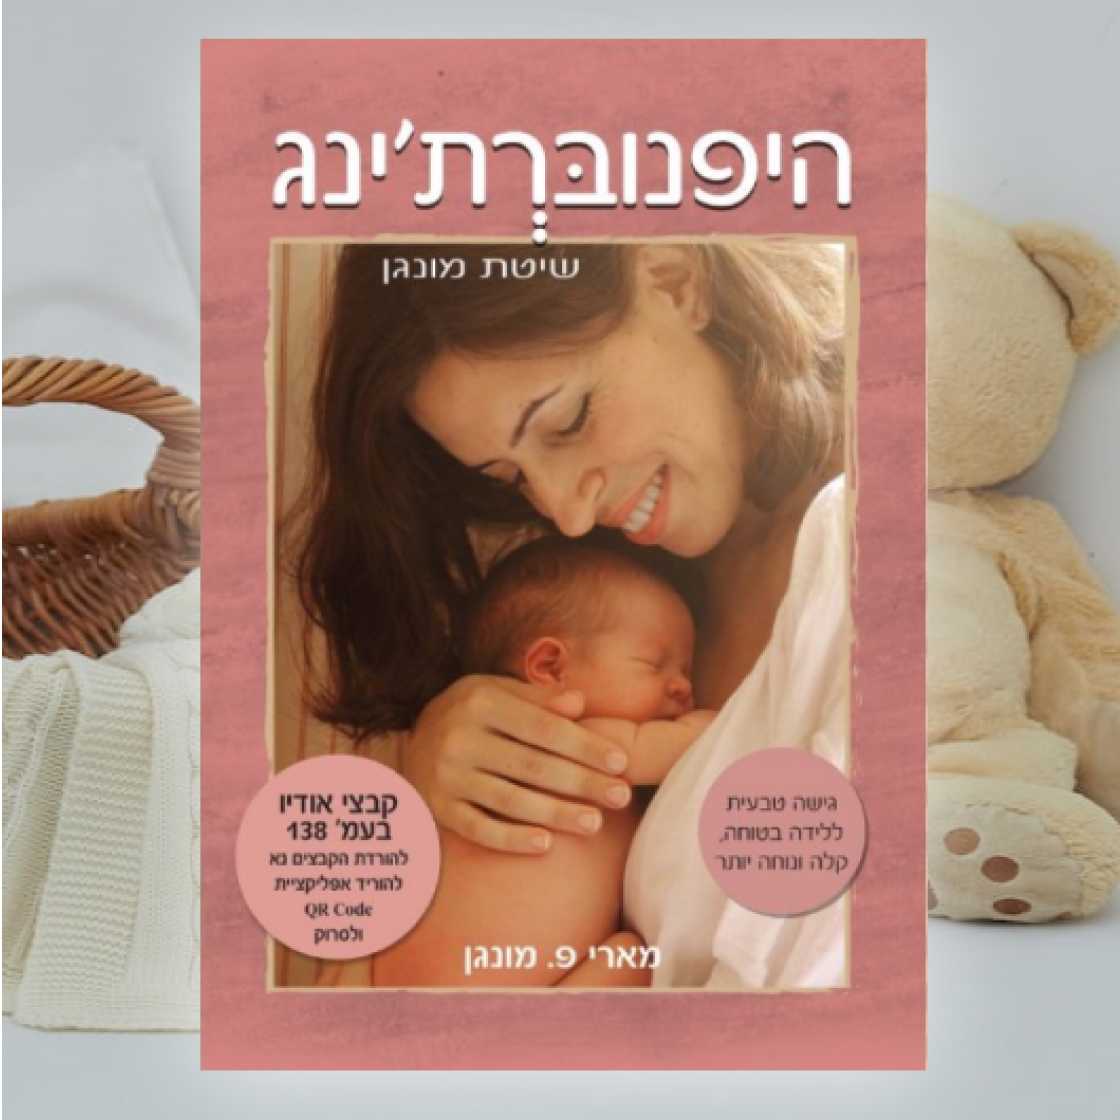 היפנובּרְת'ינג
שיטת מונגן
גישה טבעית
ללידה בטוחה,
קלה ונוחה יותר
קבצי אודיו
בעמ' 138
להורדת הקבצים נא
להוריד אפליקציית
QR Code
ולסרוק
מארי פ. מונגן